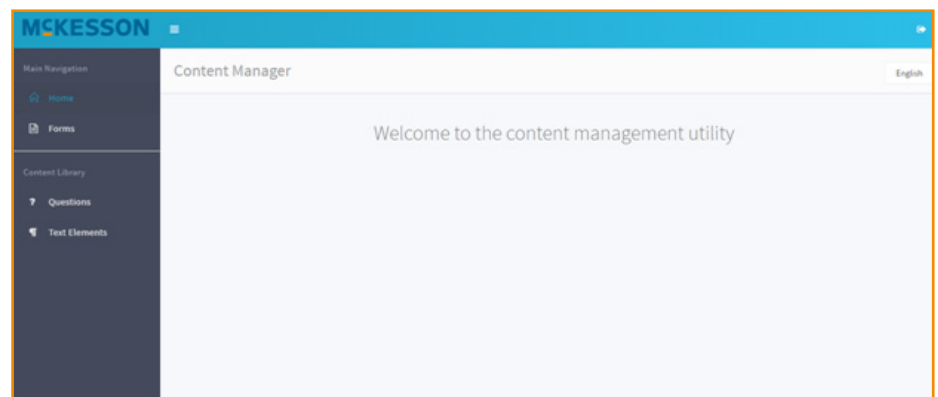 MCKESSON
Main Navigation
Content Manager
English
Home
Forms
Welcome to the content management utility
Content Library
Questions
Text Elements